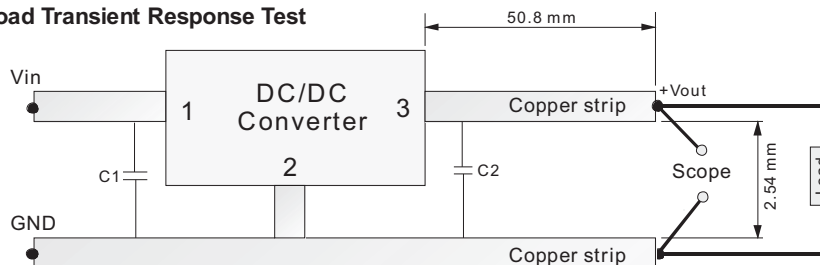 Load Transient Response Test
50.8 mm
Vin
DC/DC
Converter
1
3
2
Copper strip
+Vout
C1
C2
Scope
2.54 mm
Load
GND
Copper strip